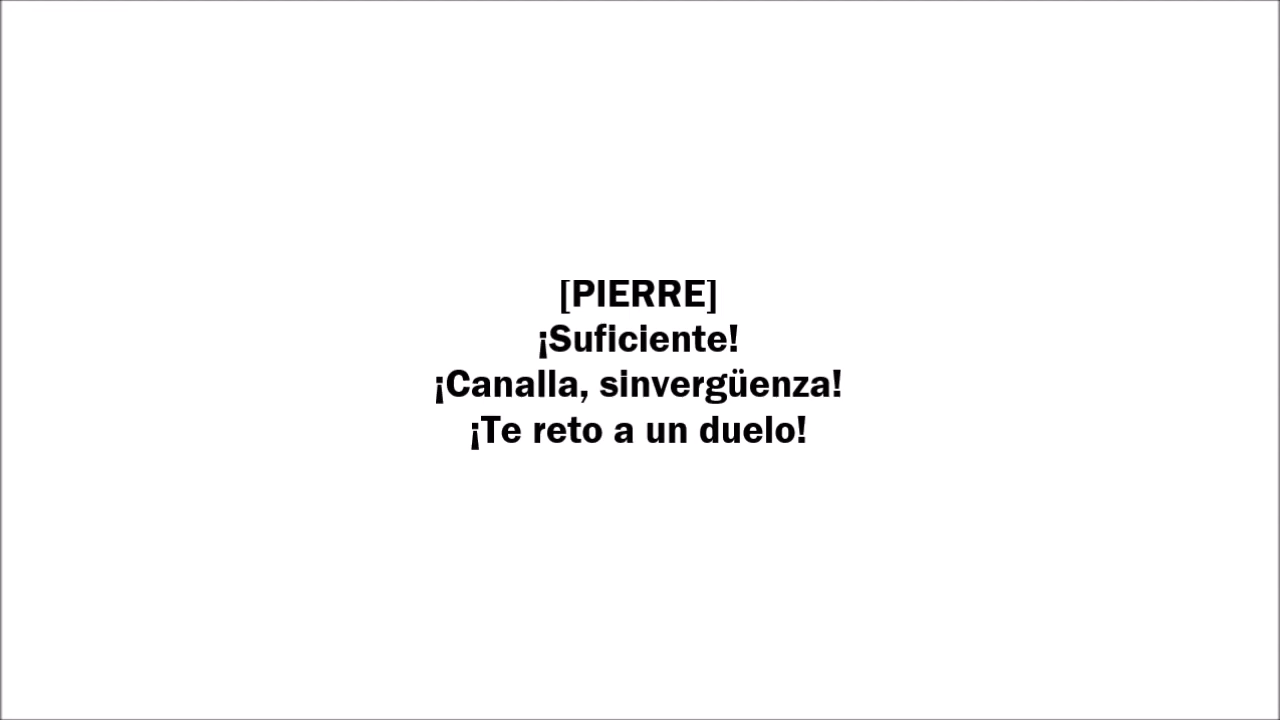 [PIERRE]
¡Suficiente!
¡Canalla, sinvergüenza!
¡Te reto a un duelo!